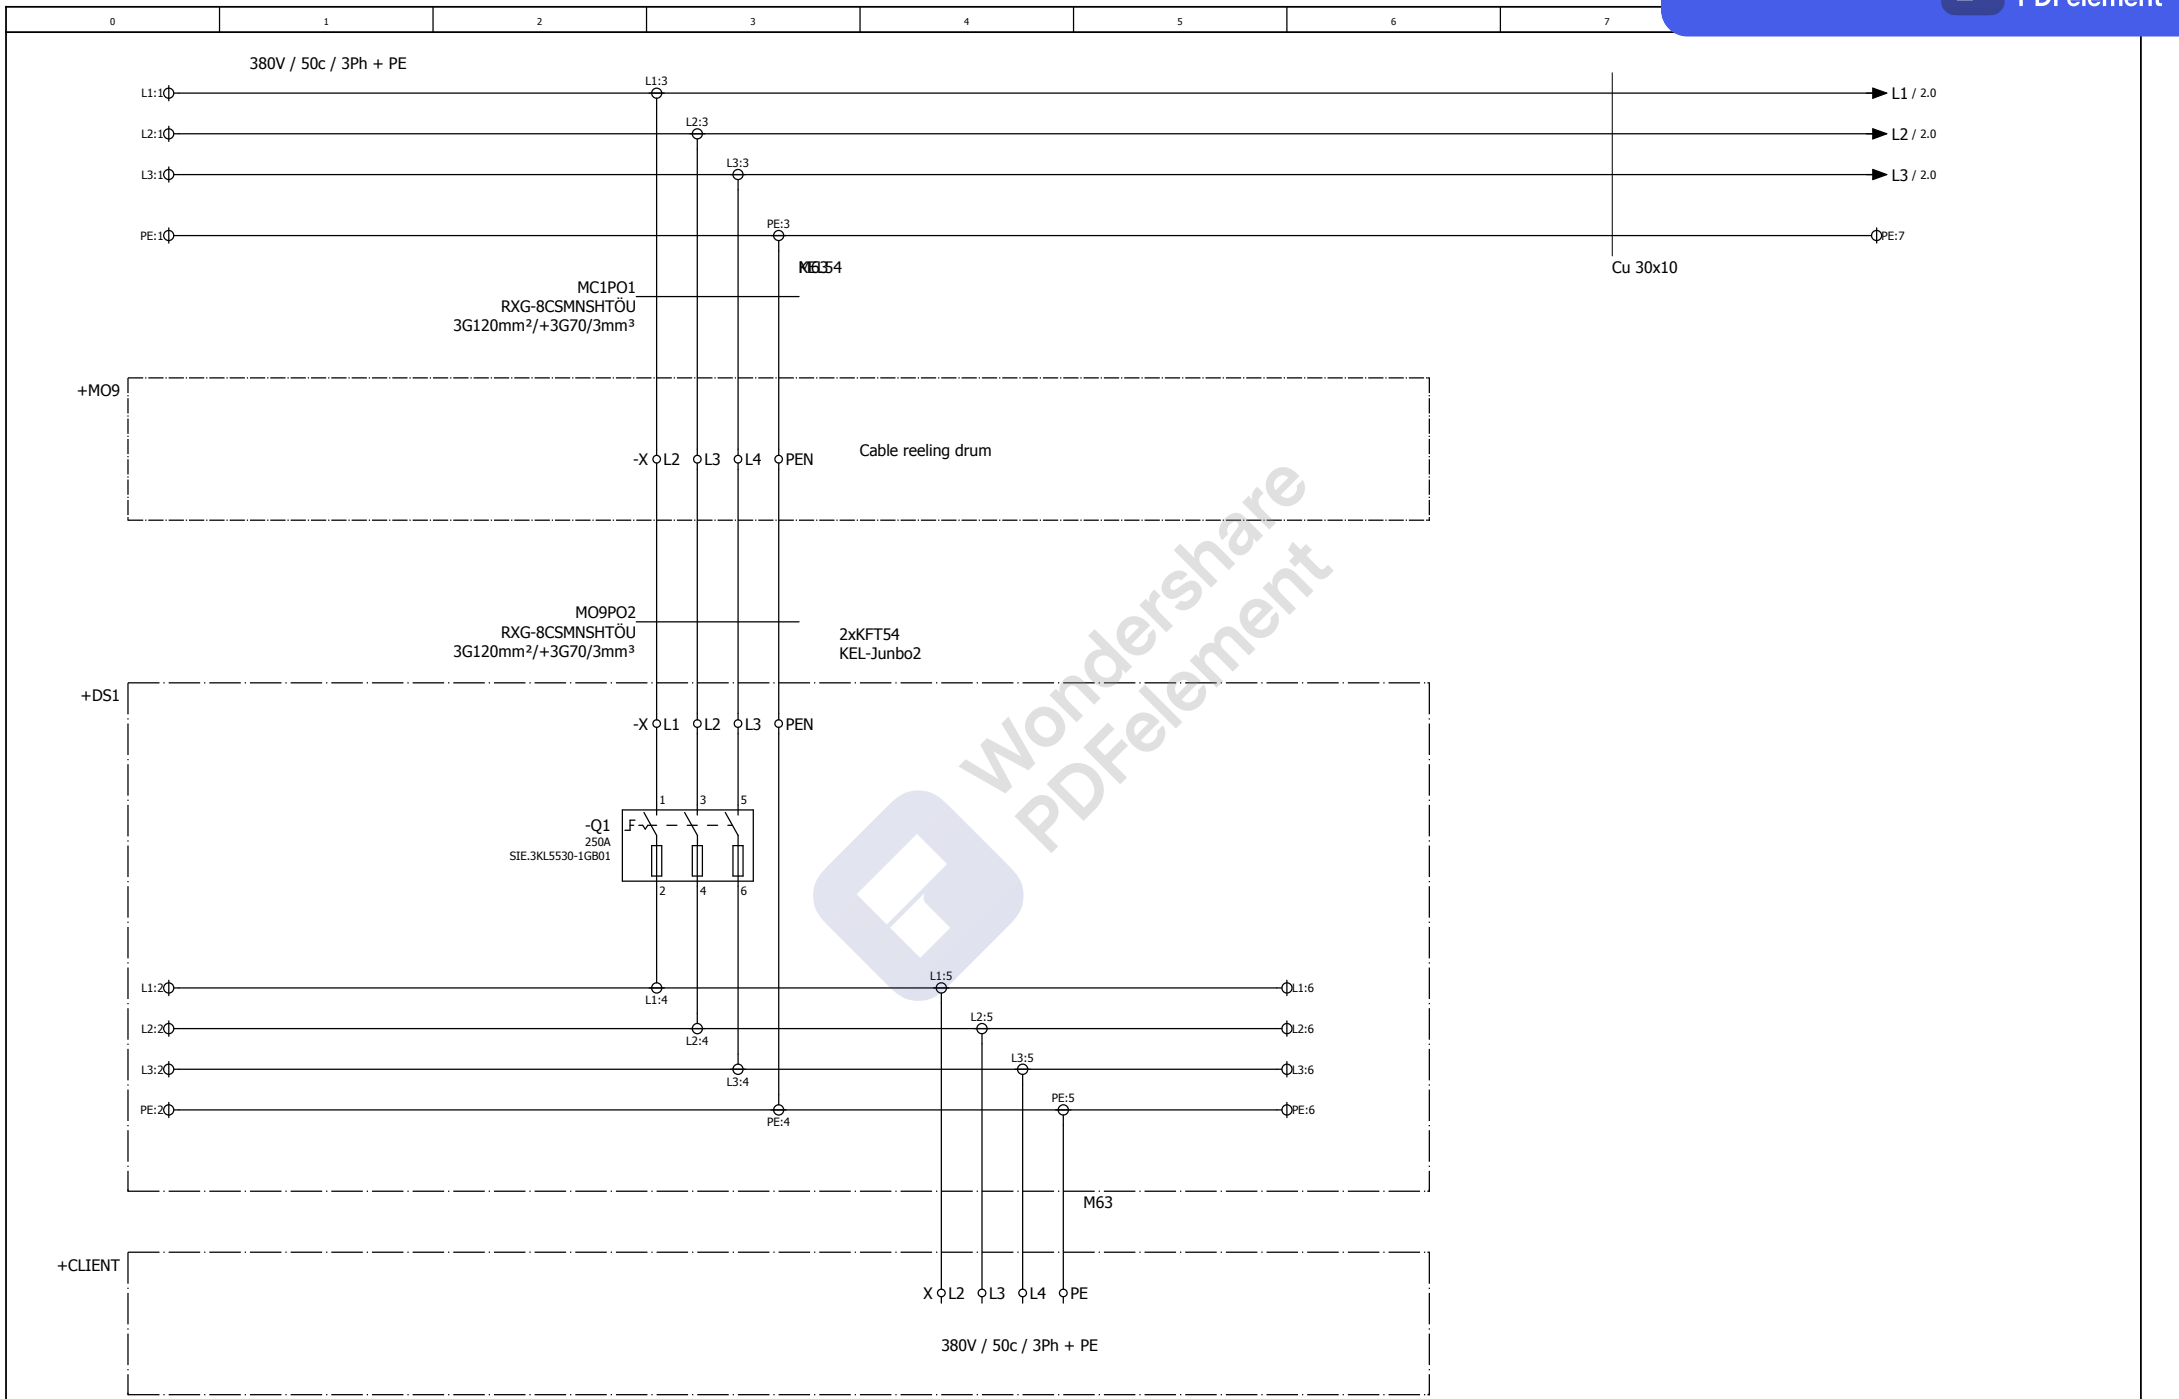 0 1 2 3 4 5 6 7
PDFelement
380V / 50c / 3Ph + PE
L1:1 L1:3 L1 / 2.0
L2:1 L2:3 L2 / 2.0
L3:1 L3:3 L3 / 2.0
PE:1 PE:3 PE:7
Cu 30x10
MC1PO1
RXG-8CSMNSHTÖU
3G120mm²/+3G70/3mm³
+MO9
-X L2 L3 L4 PEN
Cable reeling drum
MO9PO2
RXG-8CSMNSHTÖU
3G120mm²/+3G70/3mm³
2xKFT54
KEL-Junbo2
+DS1
-X L1 L2 L3 PEN
1 3 5
-Q1
250A
SIE.3KL5530-1GB01
2 4 6
Wondershare
PDFelement
L1:2 L1:4 L1:5 L1:6
L2:2 L2:4 L2:5 L2:6
L3:2 L3:4 L3:5 L3:6
PE:2 PE:4 PE:5 PE:6
M63
+CLIENT
X L2 L3 L4 PE
380V / 50c / 3Ph + PE